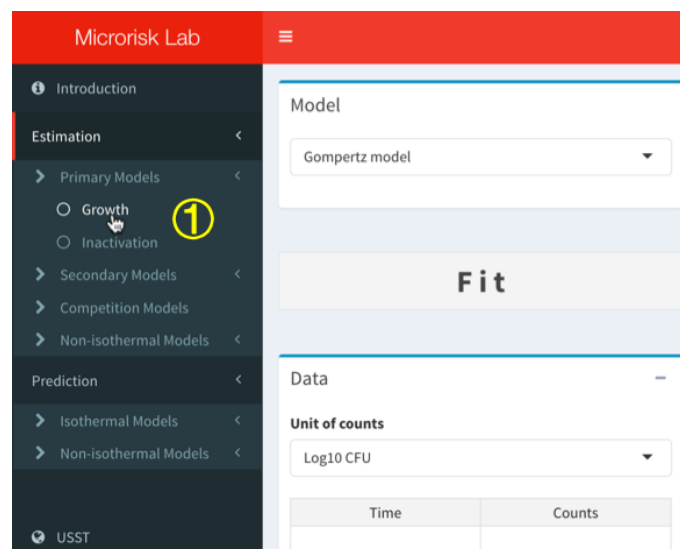 Microrisk Lab
Introduction
Estimation
Primary Models
Growth
①
Inactivation
Secondary Models
Competition Models
Non-isothermal Models
Prediction
Isothermal Models
Non-isothermal Models
USST
Model
Gompertz model
Fit
Data
Unit of counts
Log10 CFU
Time Counts